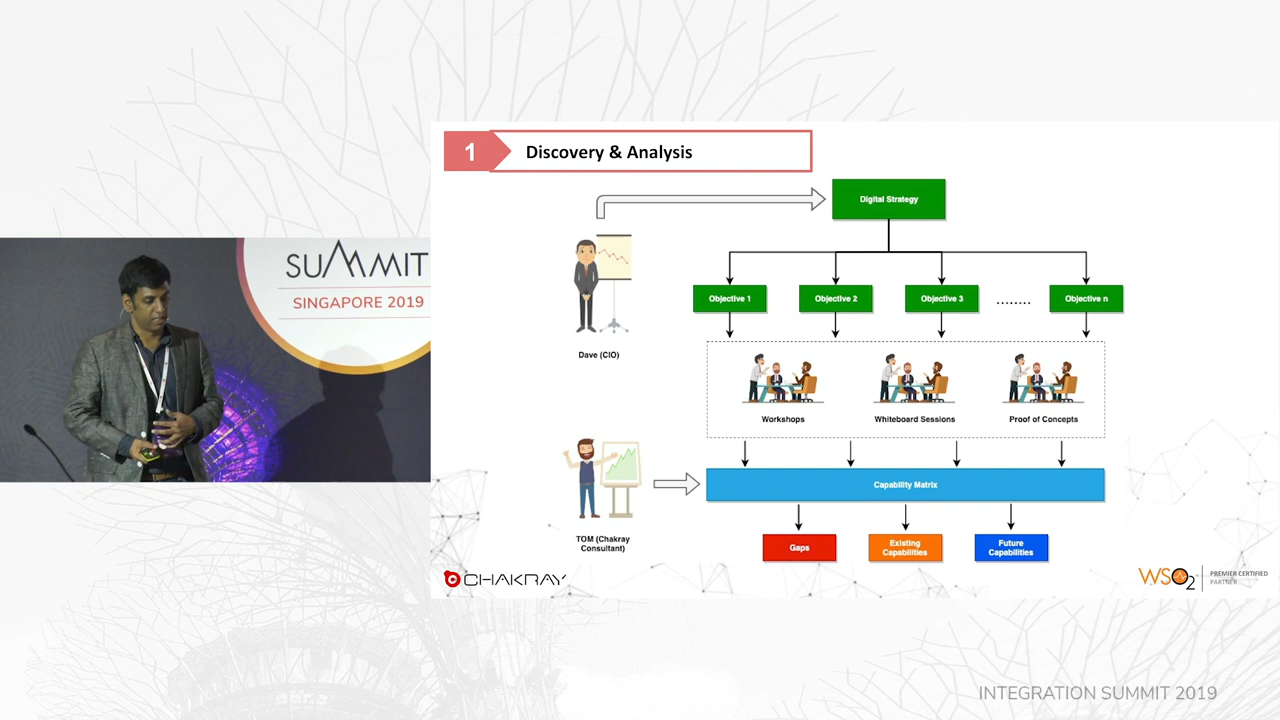 SUMMIT
SINGAPORE 2019
1
Discovery & Analysis
Digital Strategy
Objective 1
Objective 2
Objective 3
........
Objective n
Dave (CIO)
Workshops
Whiteboard Sessions
Proof of Concepts
TOM (Chakray
Consultant)
Capability Matrix
Gaps
Existing
Capabilities
Future
Capabilities
CHAKRAY
WSO2
PREMIER CERTIFIED
PARTNER
INTEGRATION SUMMIT 2019